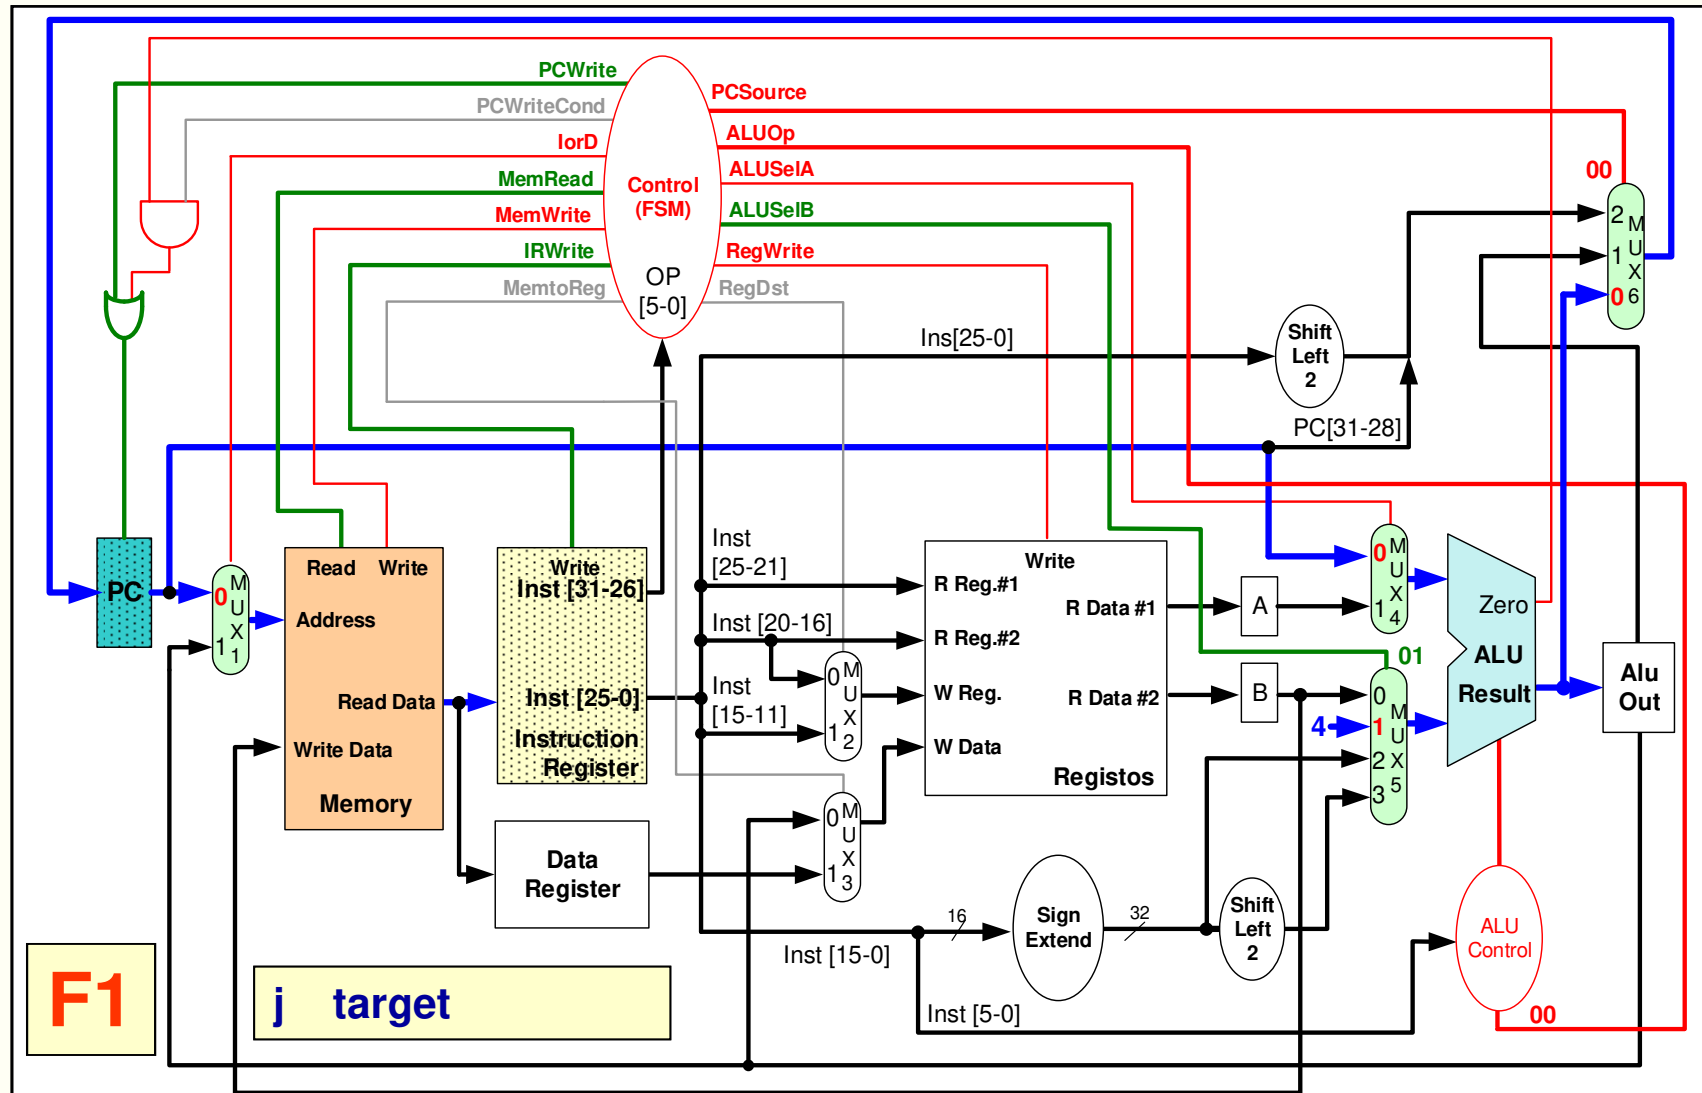 PCWrite
PCWriteCond
IorD
MemRead
MemWrite
IRWrite
MemtoReg
Control
(FSM)
OP
[5-0]
PCSource
ALUOp
ALUSelA
ALUSelB
RegWrite
RegDst
00
2
1
0
M
U
X
6
Ins[25-0]
Shift
Left
2
PC[31-28]
PC
0
1
M
U
X
1
Read
Write
Address
Read Data
Write Data
Memory
Write
Inst [31-26]
Inst [25-0]
Instruction
Register
Data
Register
Inst
[25-21]
Inst [20-16]
Inst
[15-11]
0
1
M
U
X
2
0
1
M
U
X
3
Write
R Reg.#1
R Reg.#2
W Reg.
W Data
R Data #1
R Data #2
Registos
A
B
0
1
M
U
X
4
01
4
0
1
2
3
M
U
X
5
Zero
ALU
Result
Alu
Out
Inst [15-0]
16
Sign
Extend
32
Shift
Left
2
ALU
Control
Inst [5-0]
00
F1
j target